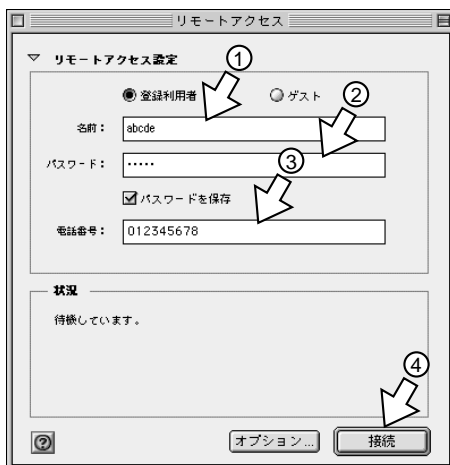 リモートアクセス
リモートアクセス設定
①
登録利用者 ゲスト
②
名前： abcde
パスワード： •••••
③
パスワードを保存
電話番号： 012345678
状況
待機しています。
④
? オプション... 接続